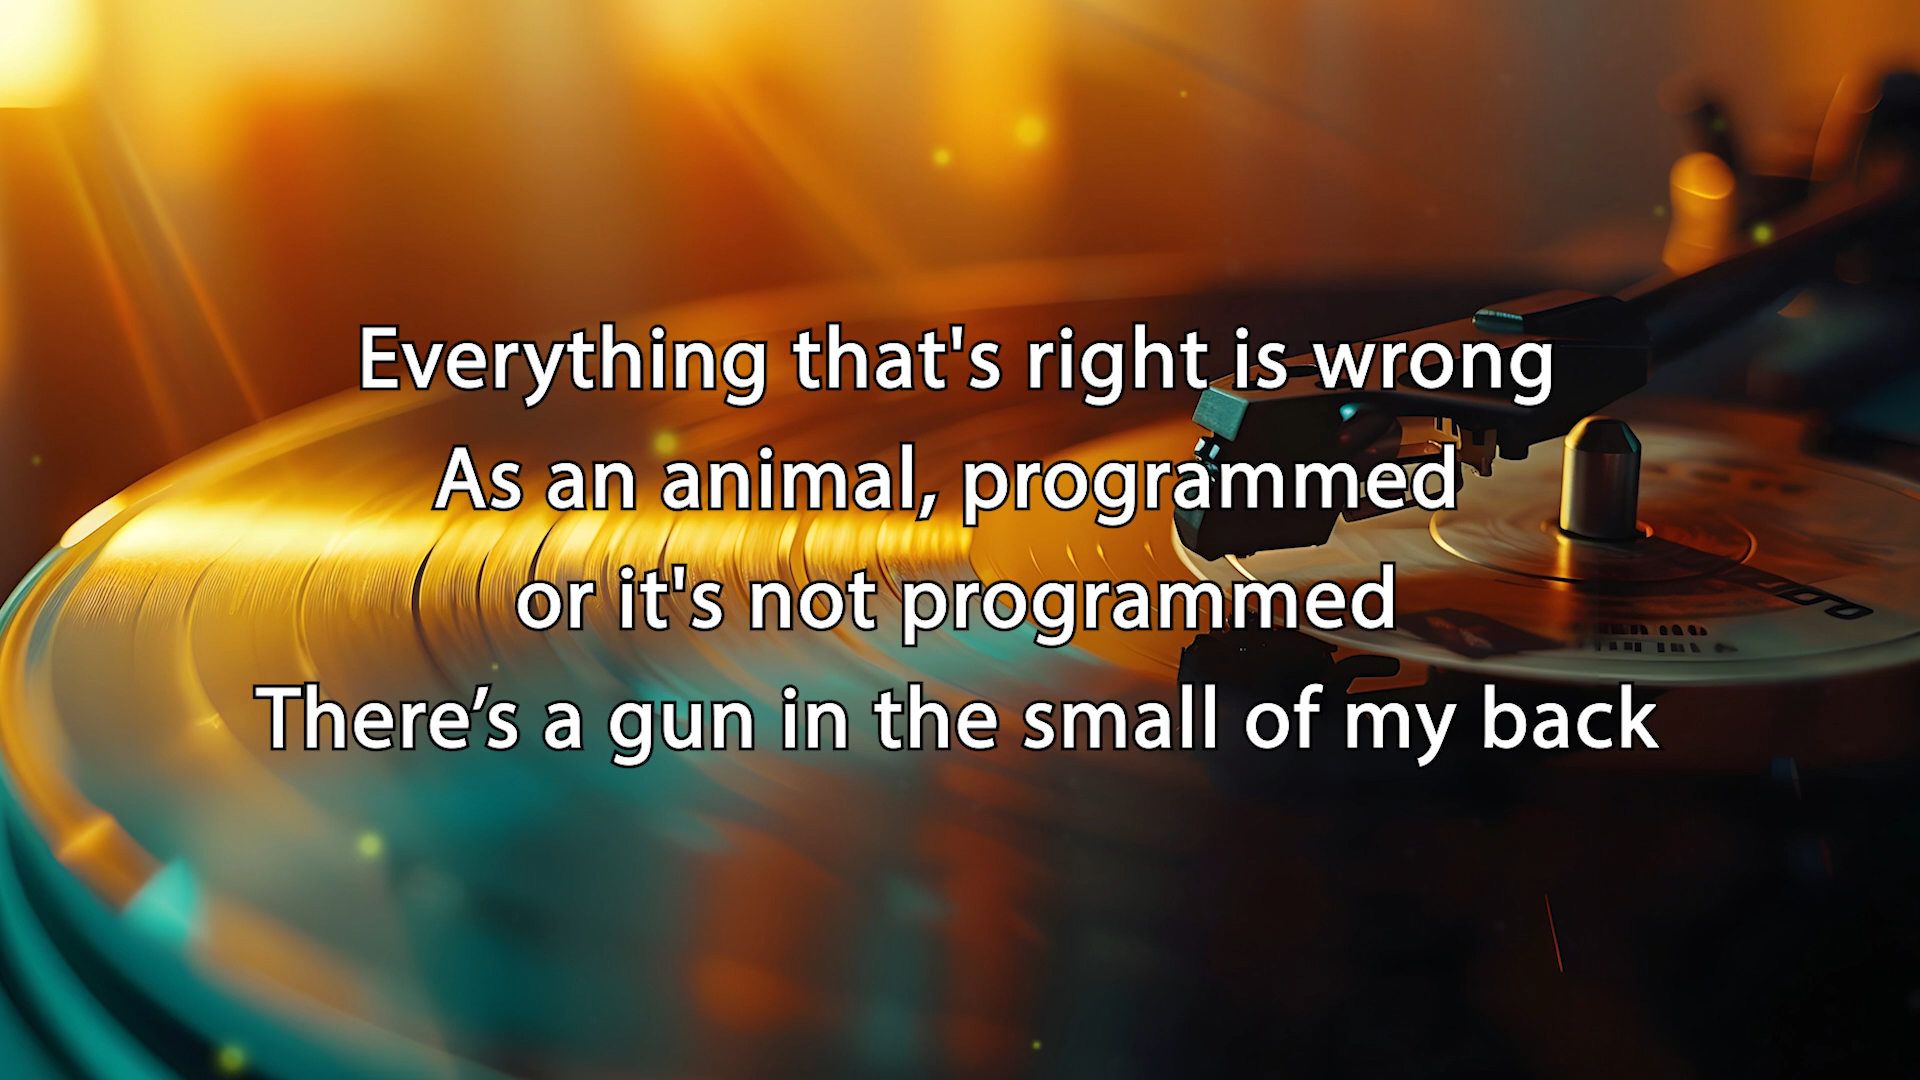 Everything that's right is wrong
As an animal, programmed
or it's not programmed
There’s a gun in the small of my back